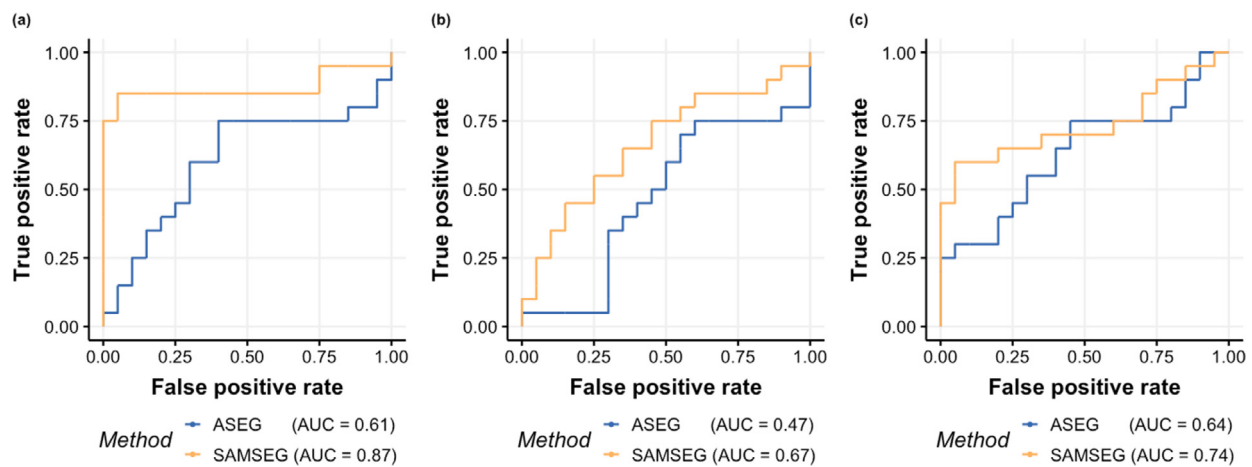 (a)
1.00
0.75
0.50
0.25
0.00
True positive rate
0.00 0.25 0.50 0.75 1.00
False positive rate
Method
ASEG (AUC = 0.61)
SAMSEG (AUC = 0.87)
(b)
1.00
0.75
0.50
0.25
0.00
True positive rate
0.00 0.25 0.50 0.75 1.00
False positive rate
Method
ASEG (AUC = 0.47)
SAMSEG (AUC = 0.67)
(c)
1.00
0.75
0.50
0.25
0.00
True positive rate
0.00 0.25 0.50 0.75 1.00
False positive rate
Method
ASEG (AUC = 0.64)
SAMSEG (AUC = 0.74)